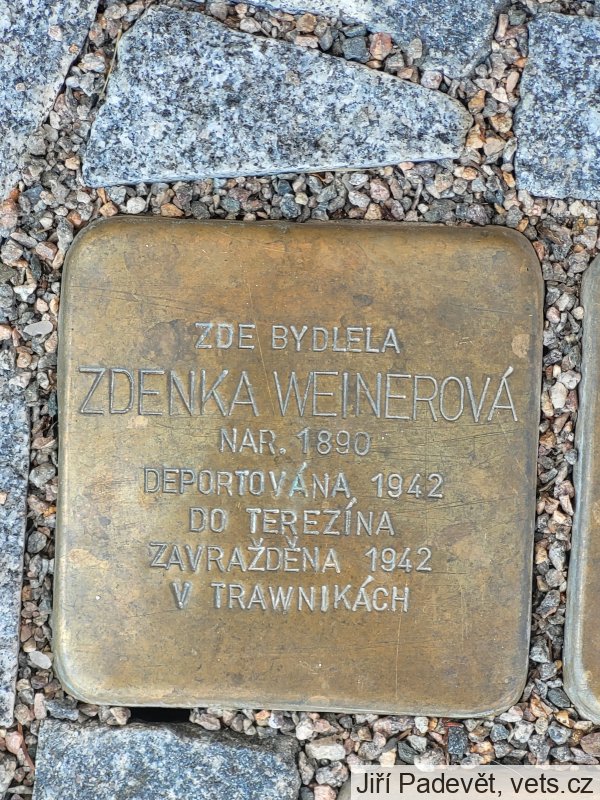 ZDE BYDLELA
ZDENKA WEINEROVÁ
NAR. 1890
DEPORTOVÁNA 1942
DO TEREZÍNA
ZAVRAŽDĚNA 1942
V TRAWNIKÁCH
Jiří Padevět, vets.cz